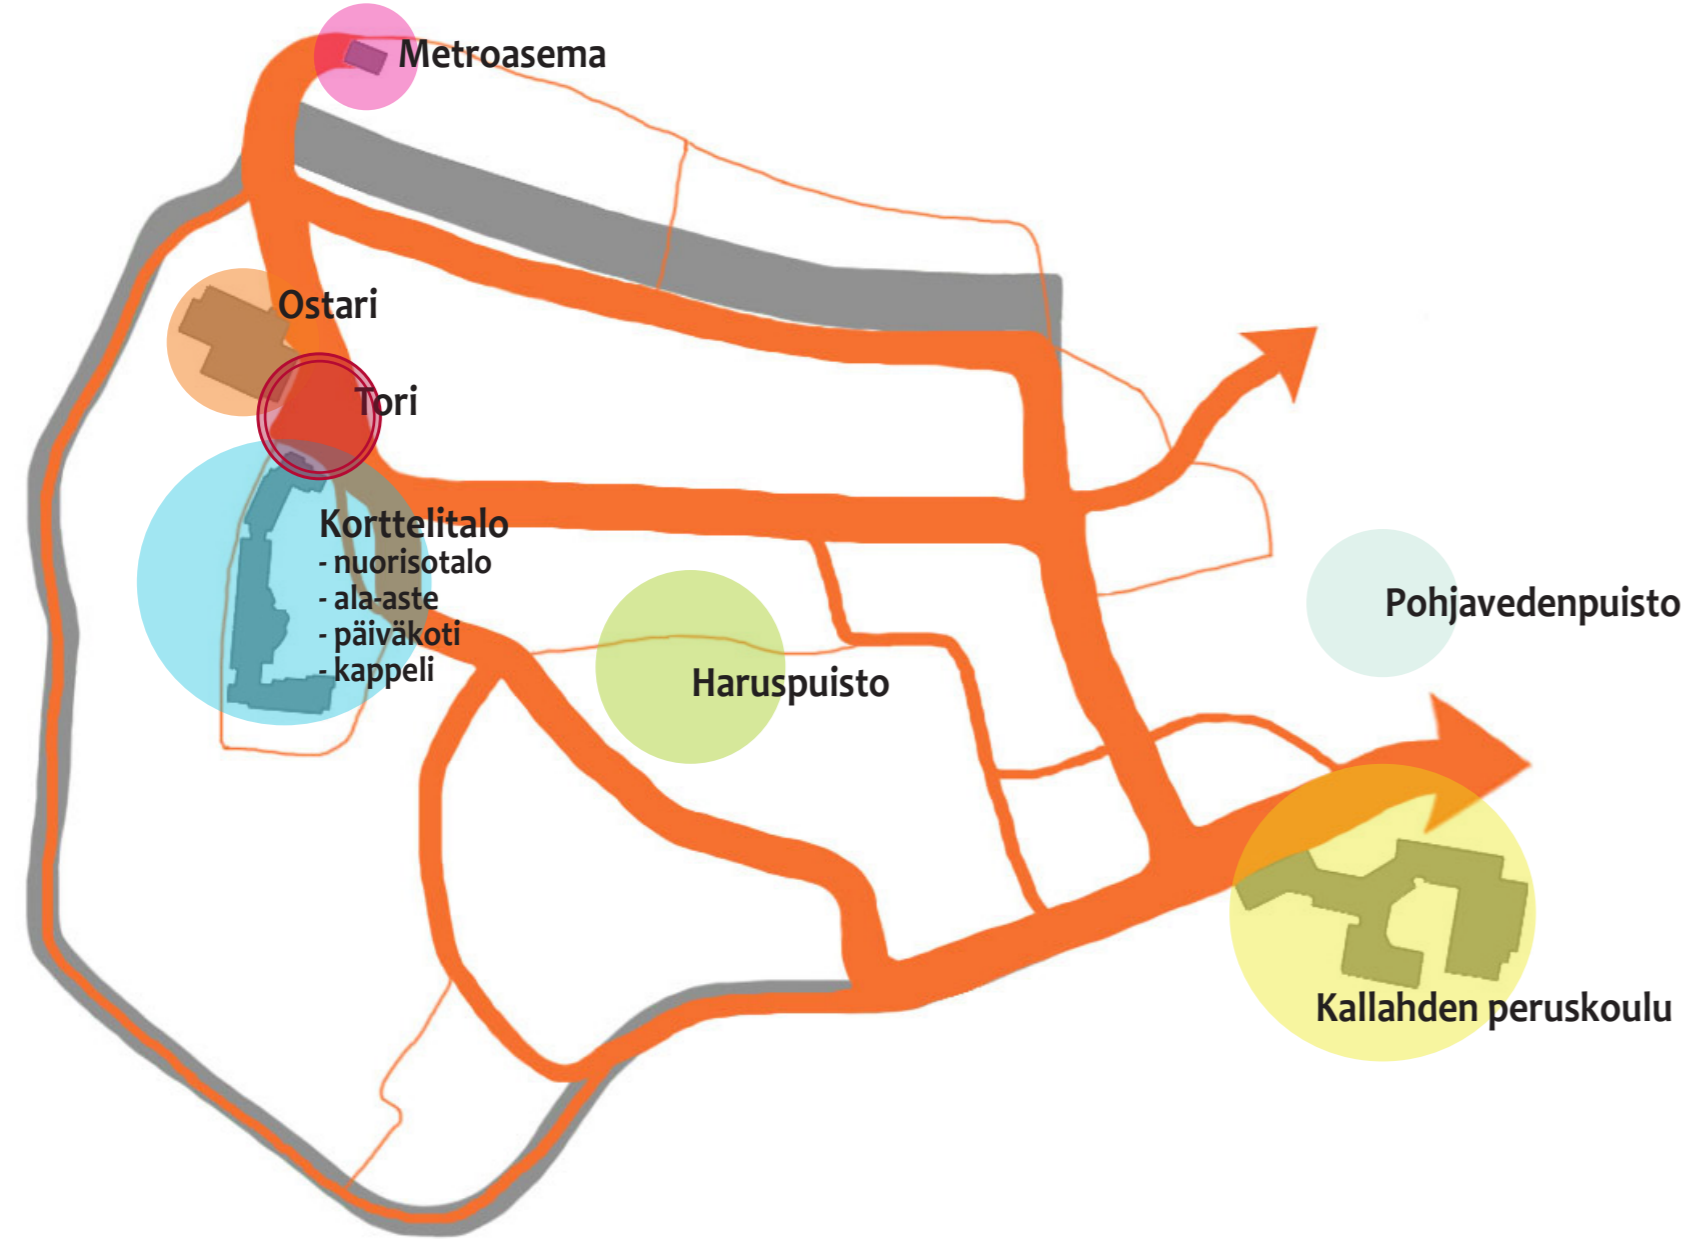 Metroasema
Ostari
Tori
Korttelitalo
- nuorisotalo
- ala-aste
- päiväkoti
- kappeli
Haruspuisto
Pohjavedenpuisto
Kallahden peruskoulu